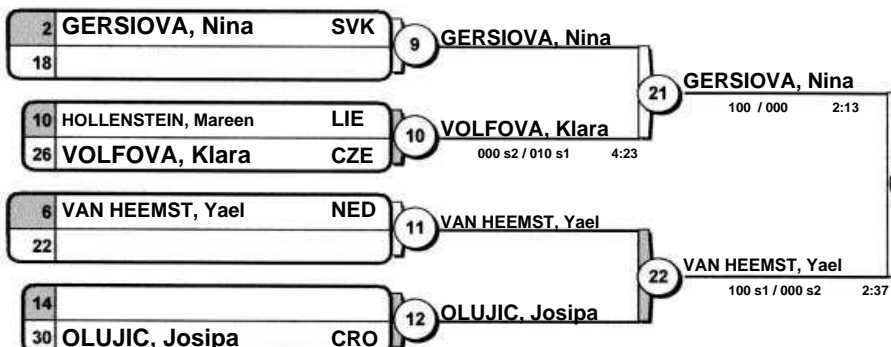 2 GERSIOVA, Nina SVK
18
9
GERSIOVA, Nina
10 HOLLENSTEIN, Mareen LIE
26 VOLFOVA, Klara CZE
10
VOLFOVA, Klara
000 s2 / 010 s1 4:23
21
GERSIOVA, Nina
100 / 000 2:13
6 VAN HEEMST, Yael NED
22
11
VAN HEEMST, Yael
14
30 OLUJIC, Josipa CRO
12
OLUJIC, Josipa
22
VAN HEEMST, Yael
100 s1 / 000 s2 2:37